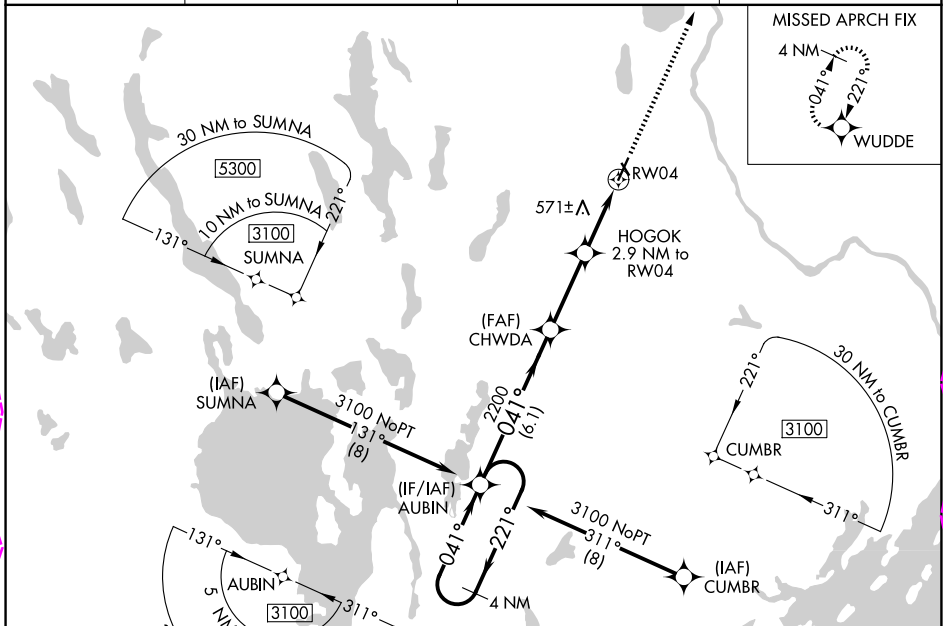 MISSED APRCH FIX
4 NM
041°
221°
WUDDE
30 NM to SUMNA
5300
10 NM to SUMNA
3100
221°
131°
SUMNA
RW04
571±
HOGOK
2.9 NM to
RW04
(FAF)
CHWDA
(IAF)
SUMNA
3100 NoPT
131°
(8)
2200
041°
(6.1)
(IF/IAF)
AUBIN
041°
221°
4 NM
3100 NoPT
311°
(8)
(IAF)
CUMBR
30 NM to CUMBR
221°
3100
CUMBR
311°
131°
AUBIN
5 NM
3100
311°